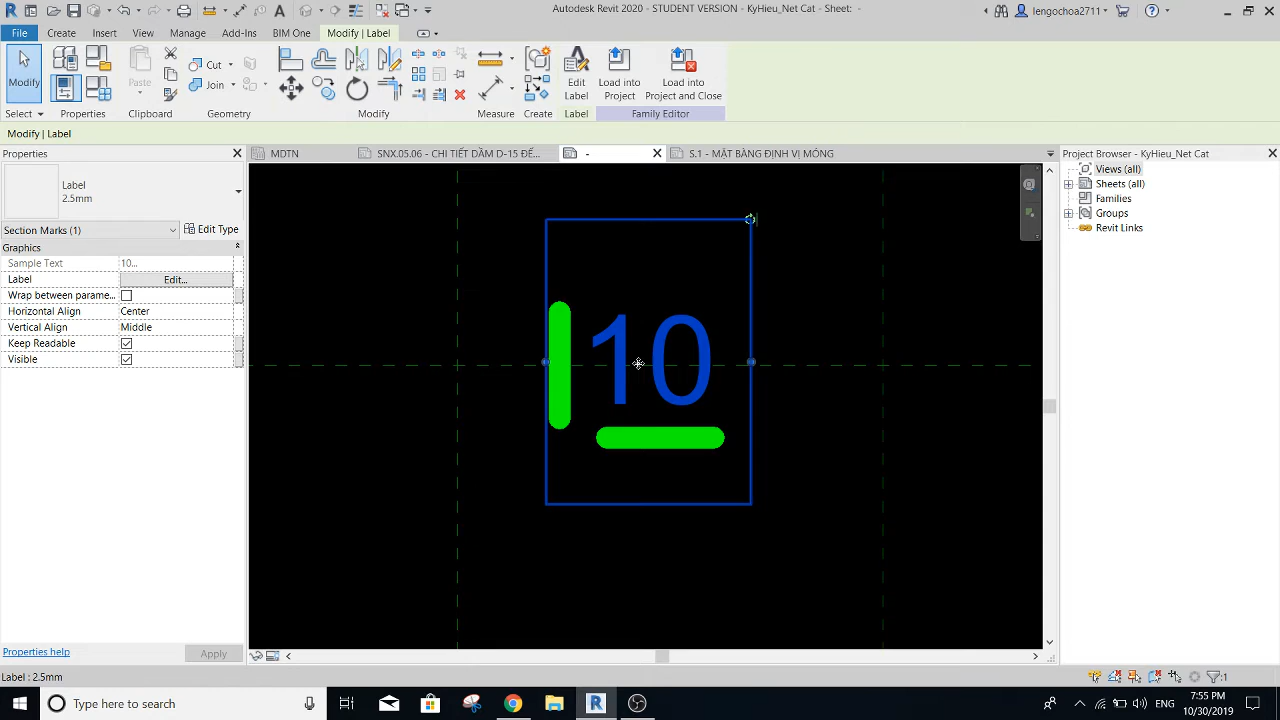 Autodesk Revit 2020 - STUDENT VERSION - KyHieu_Net Cat - Sheet: -
lengochoa2711
File
Create
Insert
View
Manage
Add-Ins
BIM One
Modify | Label
Modify
Paste
Cut
Join
Edit Label
Load into Project
Load into Project and Close
Select
Properties
Clipboard
Geometry
Modify
Measure
Create
Label
Family Editor
Modify | Label
Properties
MDTN
SNX.05.06 - CHI TIẾT DẦM D-15 ĐẾ...
-
S.1 - MẶT BẰNG ĐỊNH VỊ MÓNG
Project Browser - KyHieu_Net Cat
Label
2.5mm
Section Marks (1)
Edit Type
Graphics
Sample Text
10...
Label
Edit...
Wrap between parame...
Horizontal Align
Center
Vertical Align
Middle
Keep Readable
Visible
Properties help
Apply
10
Views (all)
Sheets (all)
Families
Groups
Revit Links
Label : 2.5mm
:1
Type here to search
ENG
7:55 PM
10/30/2019